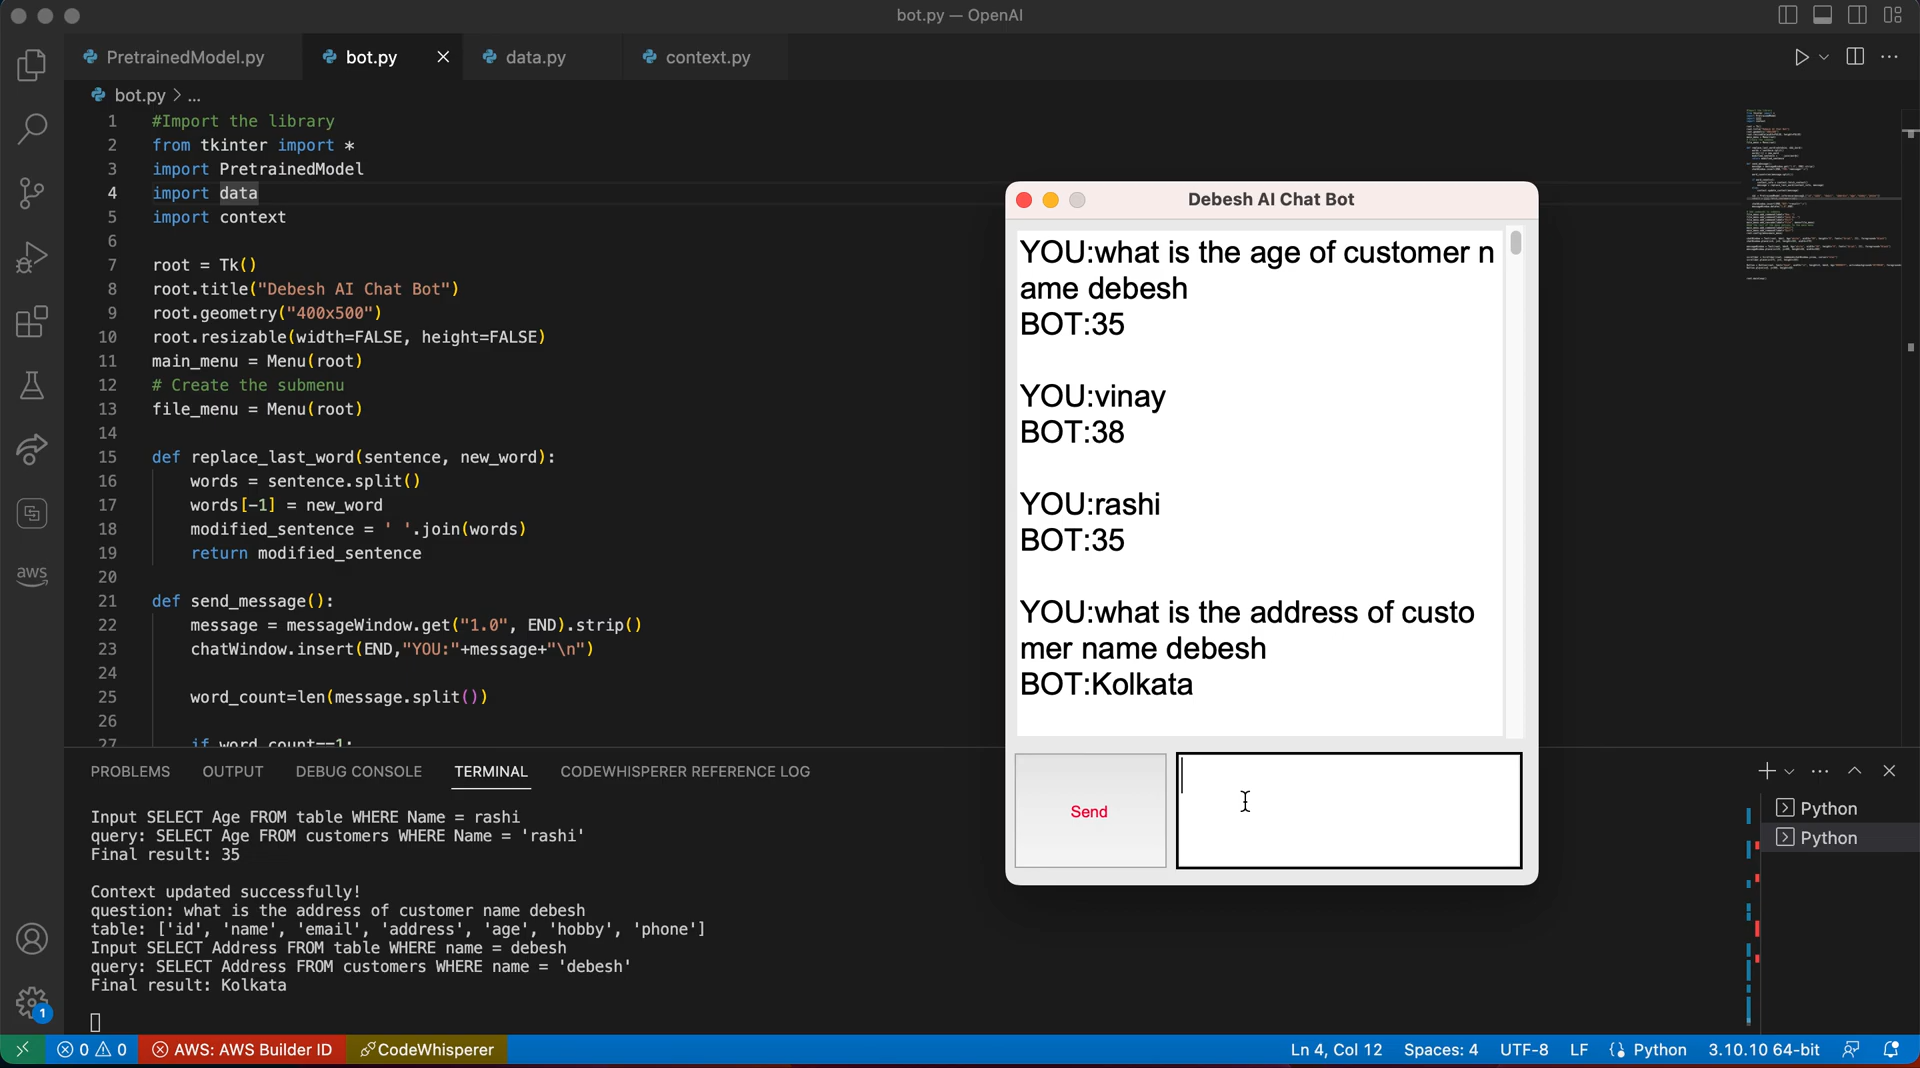 bot.py — OpenAI
PretrainedModel.py
bot.py
data.py
context.py
bot.py > ...
1 #Import the library
2 from tkinter import *
3 import PretrainedModel
4 import data
5 import context
6
7 root = Tk()
8 root.title("Debesh AI Chat Bot")
9 root.geometry("400x500")
10 root.resizable(width=FALSE, height=FALSE)
11 main_menu = Menu(root)
12 # Create the submenu
13 file_menu = Menu(root)
14
15 def replace_last_word(sentence, new_word):
16 words = sentence.split()
17 words[-1] = new_word
18 modified_sentence = ' '.join(words)
19 return modified_sentence
20
21 def send_message():
22 message = messageWindow.get("1.0", END).strip()
23 chatWindow.insert(END,"YOU:"+message+"\n")
24
25 word_count=len(message.split())
26
27 if word_count==1:
Debesh AI Chat Bot
YOU:what is the age of customer n
ame debesh
BOT:35
YOU:vinay
BOT:38
YOU:rashi
BOT:35
YOU:what is the address of custo
mer name debesh
BOT:Kolkata
Send
aws
PROBLEMS OUTPUT DEBUG CONSOLE TERMINAL CODEWHISPERER REFERENCE LOG
Input SELECT Age FROM table WHERE Name = rashi
query: SELECT Age FROM customers WHERE Name = 'rashi'
Final result: 35
Context updated successfully!
question: what is the address of customer name debesh
table: ['id', 'name', 'email', 'address', 'age', 'hobby', 'phone']
Input SELECT Address FROM table WHERE name = debesh
query: SELECT Address FROM customers WHERE name = 'debesh'
Final result: Kolkata
Python
Python
1
0 0 AWS: AWS Builder ID CodeWhisperer Ln 4, Col 12 Spaces: 4 UTF-8 LF {} Python 3.10.10 64-bit